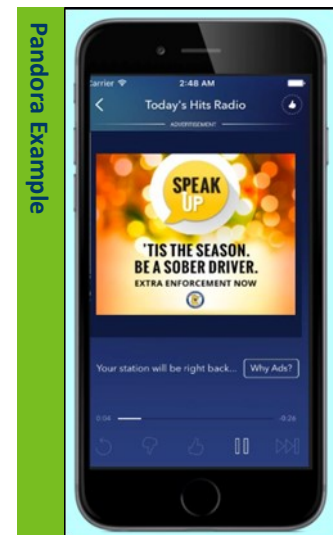 Pandora Example
Carrier
2:48 AM
Today's Hits Radio
ADVERTISEMENT
SPEAK
UP
'TIS THE SEASON.
BE A SOBER DRIVER.
EXTRA ENFORCEMENT NOW
Your station will be right back...
Why Ads?
0:04
-0:26